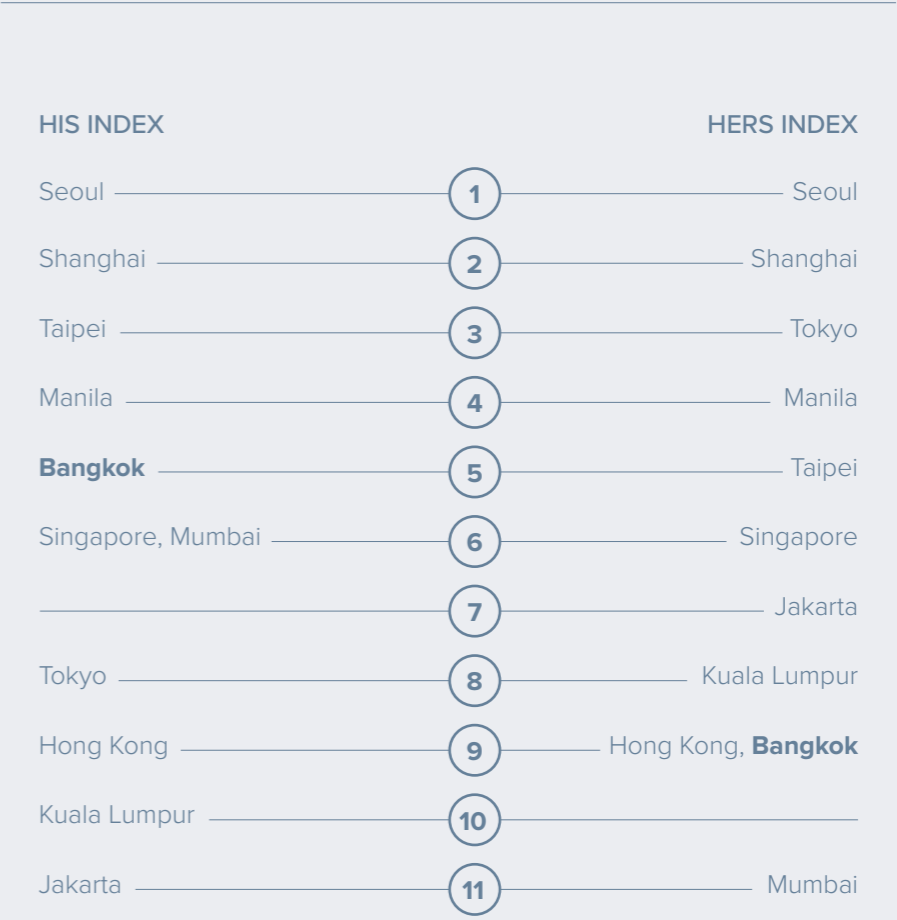 HIS INDEX HERS INDEX
Seoul 1 Seoul
Shanghai 2 Shanghai
Taipei 3 Tokyo
Manila 4 Manila
Bangkok 5 Taipei
Singapore, Mumbai 6 Singapore
7 Jakarta
Tokyo 8 Kuala Lumpur
Hong Kong 9 Hong Kong, Bangkok
Kuala Lumpur 10
Jakarta 11 Mumbai